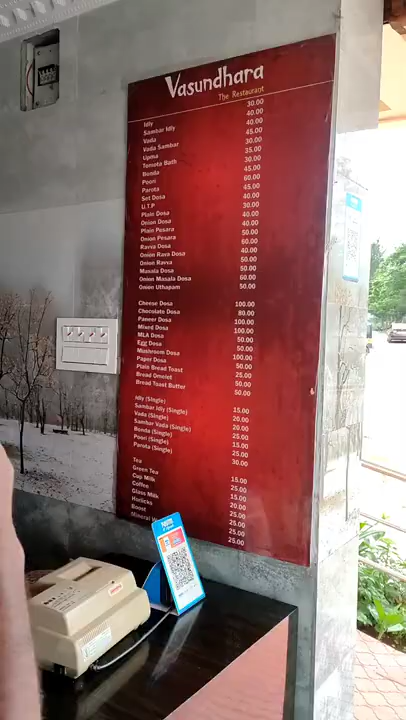 Vasundhara
The Restaurant
Idly 30.00
Sambar Idly 40.00
Vada 40.00
Vada Sambar 45.00
Upma 30.00
Tomoto Bath 35.00
Bonda 30.00
Poori 45.00
Parota 60.00
Set Dosa 45.00
U.T.P 40.00
Plain Dosa 30.00
Onion Dosa 40.00
Plain Pesara 40.00
Onion Pesara 50.00
Ravva Dosa 60.00
Onion Rava Dosa 40.00
Onion Ravva 50.00
Masala Dosa 50.00
Onion Masala Dosa 60.00
Onion Uthapam 50.00
Cheese Dosa 100.00
Chocolate Dosa 80.00
Paneer Dosa 100.00
Mixed Dosa 100.00
MLA Dosa 50.00
Egg Dosa 50.00
Mushroom Dosa 100.00
Paper Dosa 50.00
Plain Bread Toast 25.00
Bread Omelet 50.00
Bread Toast Butter 50.00
Idly (Single) 15.00
Sambar Idly (Single) 20.00
Vada (Single) 20.00
Sambar Vada (Single) 25.00
Bonda (Single) 15.00
Poori (Single) 25.00
Parota (Single) 30.00
Tea 15.00
Green Tea 25.00
Cup Milk 15.00
Coffee 20.00
Glass Milk 25.00
Horlicks 25.00
Boost 25.00
Mineral 25.00